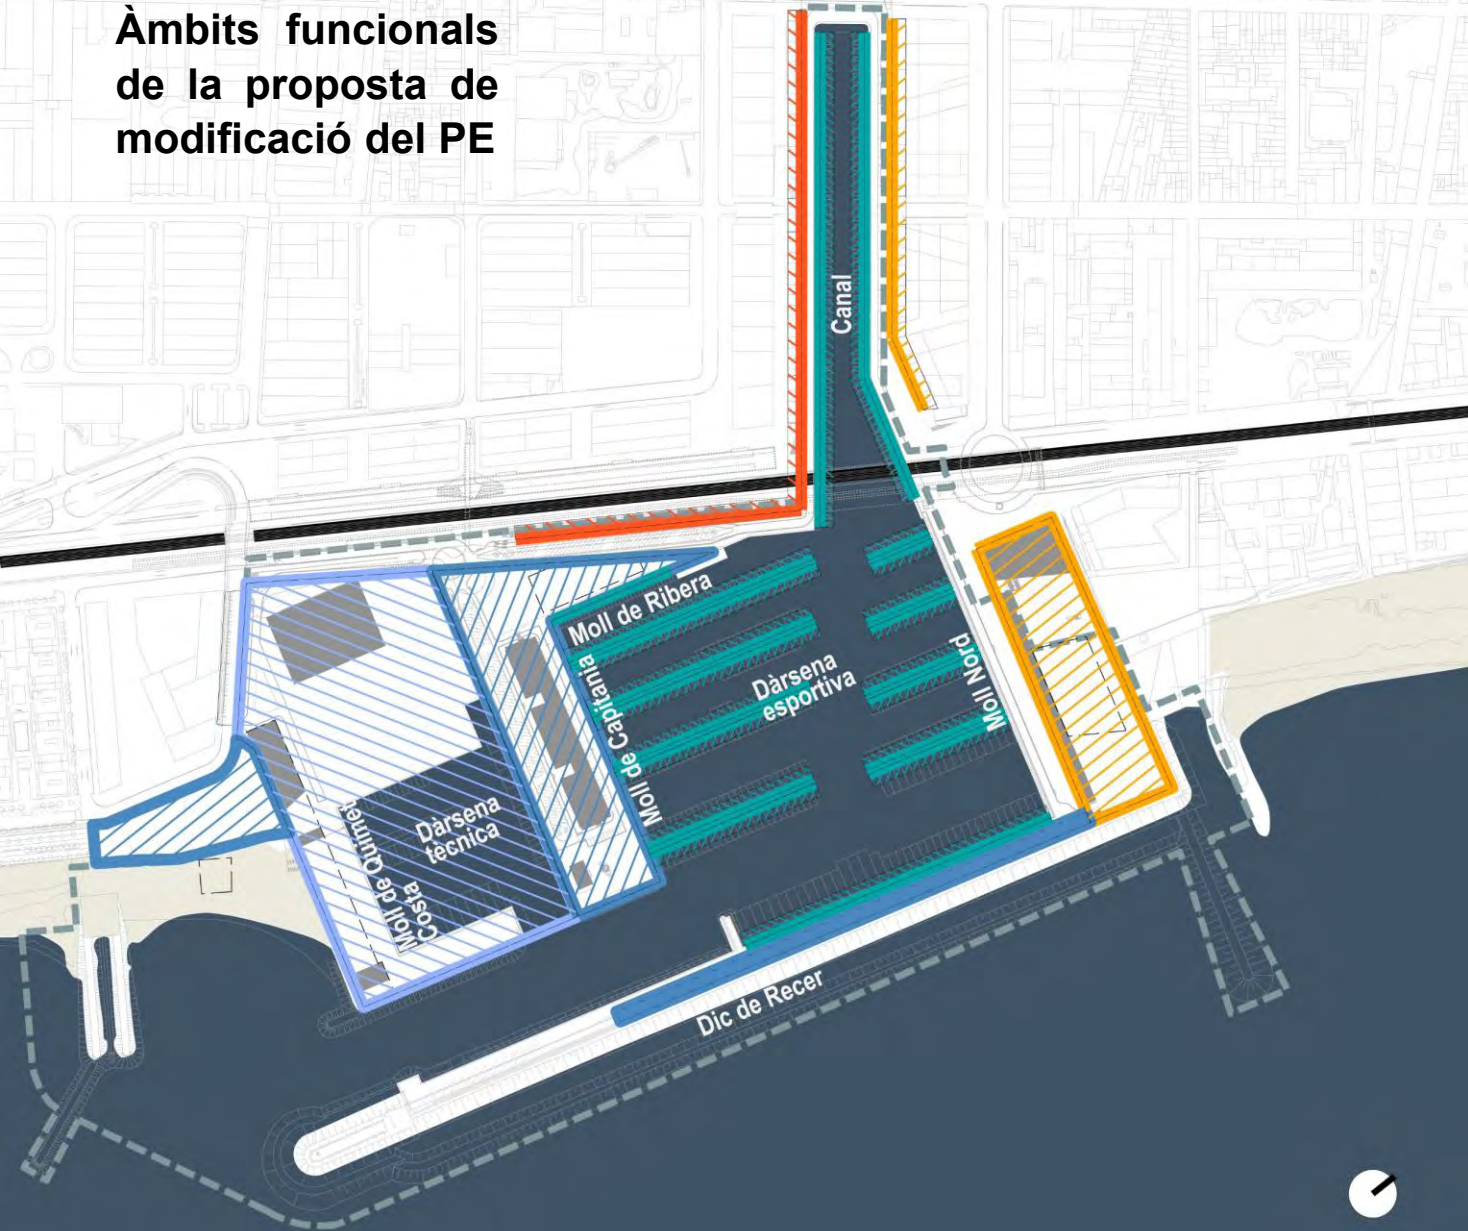 Àmbits funcionals
de la proposta de
modificació del PE
Canal
Moll de Ribera
Moll de Capitania
Dàrsena
esportiva
Moll Nord
Dàrsena
tècnica
Moll de Quimet
Costa
Dic de Recer